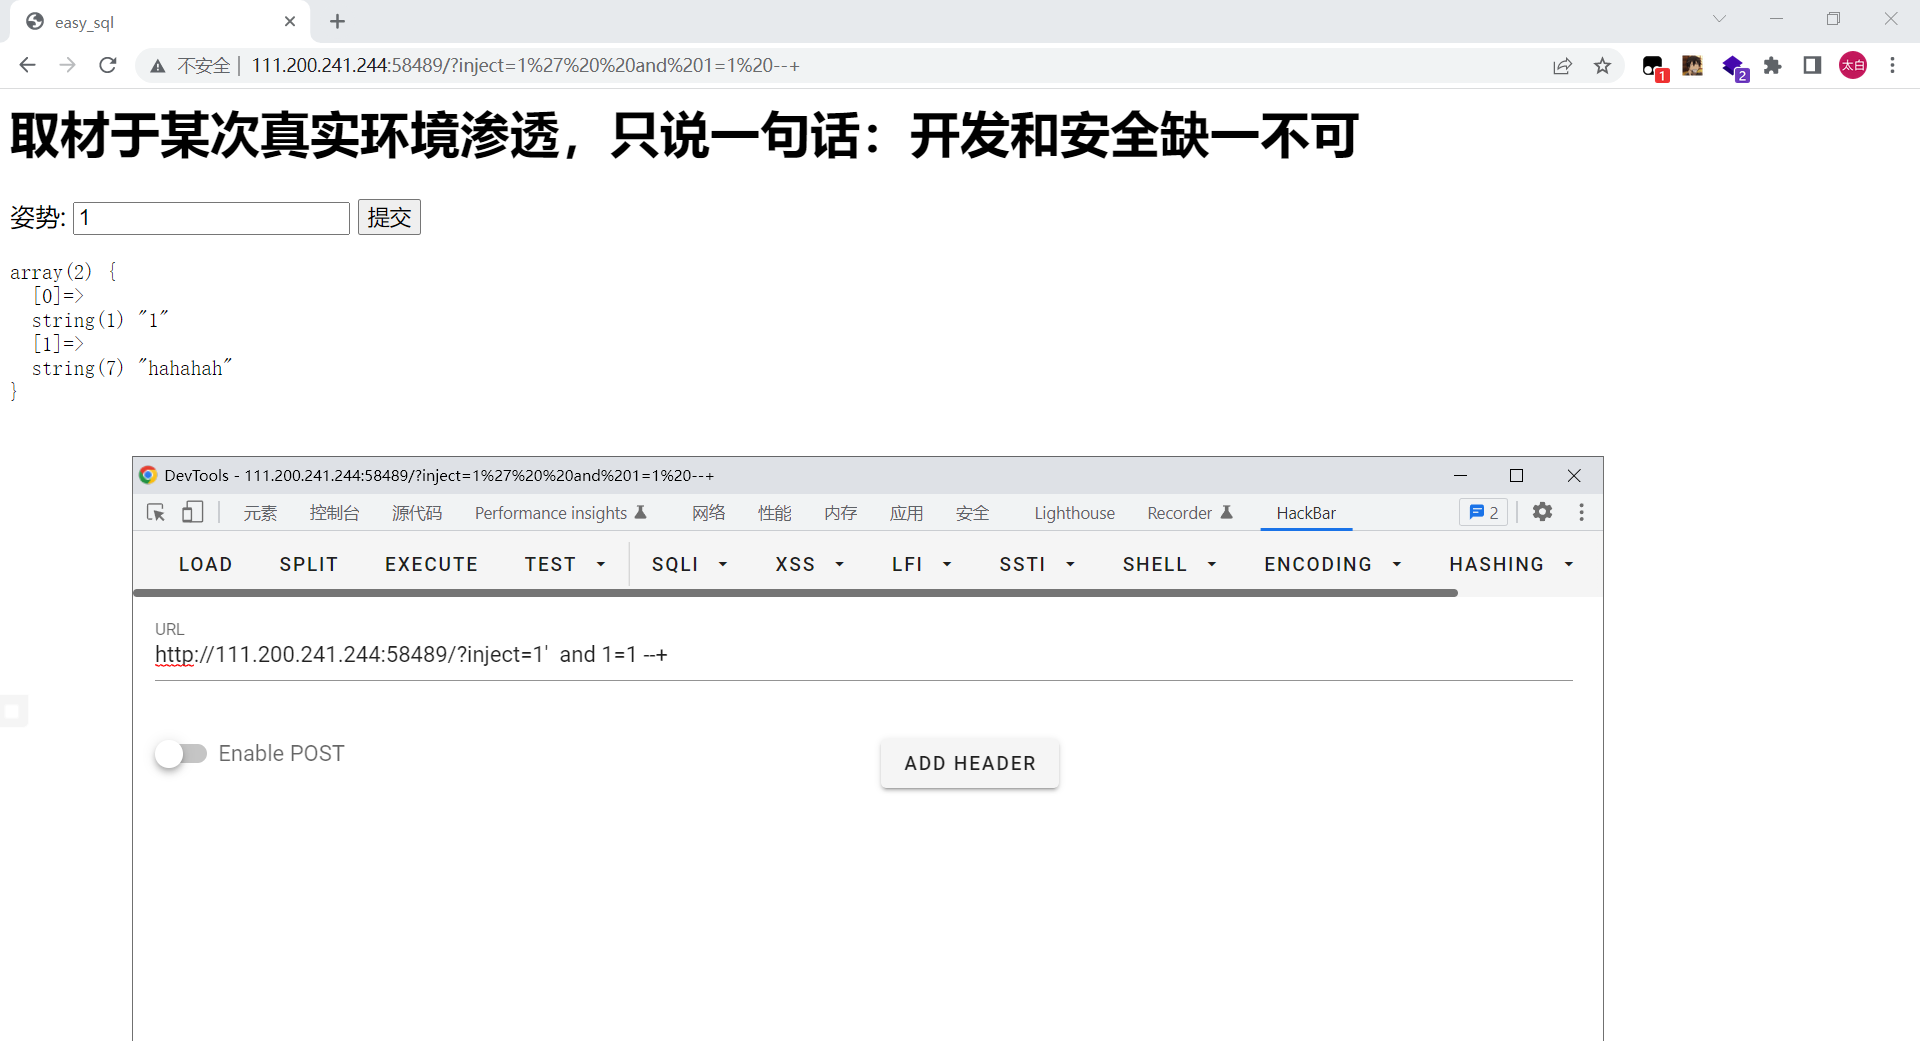 easy_sql
不安全 | 111.200.241.244:58489/?inject=1%27%20%20and%201=1%20--+
1
2
太白
取材于某次真实环境渗透，只说一句话：开发和安全缺一不可
姿势: 1 提交
array(2) {
[0]=>
string(1) "1"
[1]=>
string(7) "hahahah"
}
DevTools - 111.200.241.244:58489/?inject=1%27%20%20and%201=1%20--+
元素 控制台 源代码 Performance insights 网络 性能 内存 应用 安全 Lighthouse Recorder HackBar 2
LOAD SPLIT EXECUTE TEST SQLI XSS LFI SSTI SHELL ENCODING HASHING
URL
http://111.200.241.244:58489/?inject=1'  and 1=1 --+
Enable POST
ADD HEADER